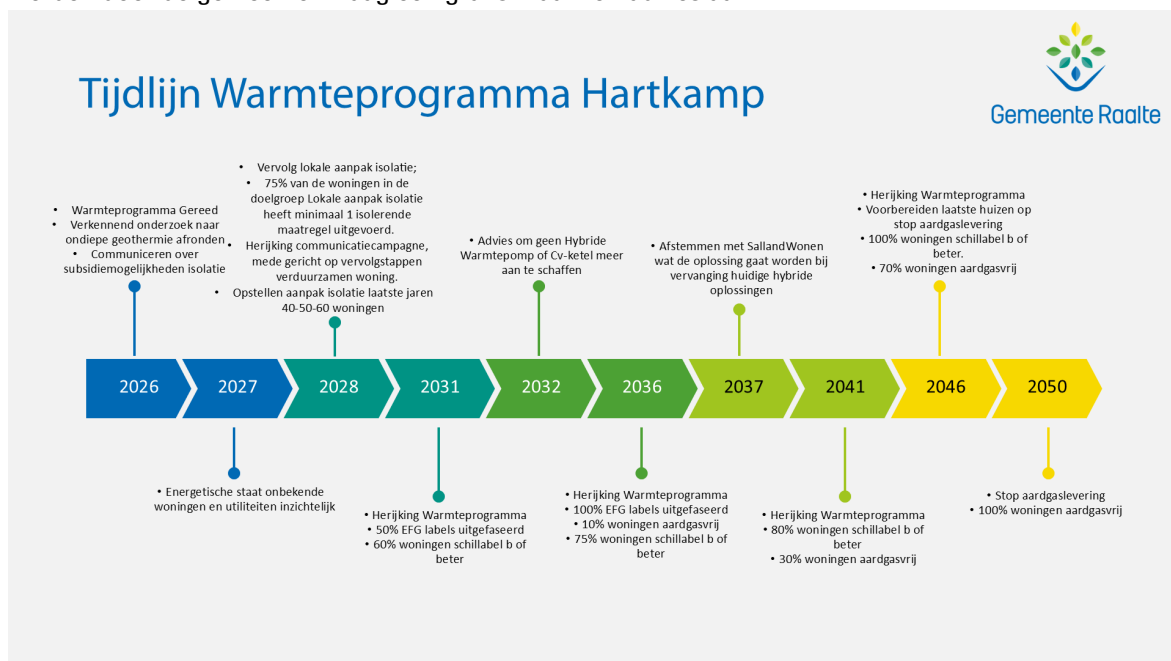 Tijdlijn Warmteprogramma Hartkamp
Gemeente Raalte
• Warmteprogramma Gereed
• Verkennend onderzoek naar
ondiepe geothermie afronden
• Communiceren over
subsidiemogelijkheden isolatie
• Vervolg lokale aanpak isolatie;
• 75% van de woningen in de
doelgroep Lokale aanpak isolatie
heeft minimaal 1 isolerende
maatregel uitgevoerd.
• Herijking communicatiecampagne,
mede gericht op vervolgstappen
verduurzamen woning.
• Opstellen aanpak isolatie laatste jaren
40-50-60 woningen
• Advies om geen Hybride
Warmtepomp of Cv-ketel meer
aan te schaffen
• Afstemmen met SallandWonen
wat de oplossing gaat worden bij
vervanging huidige hybride
oplossingen
• Herijking Warmteprogramma
• Voorbereiden laatste huizen op
stop aardgaslevering
• 100% woningen schillabel b of
beter.
• 70% woningen aardgasvrij
2026
2027
2028
2031
2032
2036
2037
2041
2046
2050
• Energetische staat onbekende
woningen en utiliteiten inzichtelijk
• Herijking Warmteprogramma
• 50% EFG labels uitgefaseerd
• 60% woningen schillabel b of
beter
• Herijking Warmteprogramma
• 100% EFG labels uitgefaseerd
• 10% woningen aardgasvrij
• 75% woningen schillabel b of
beter
• Herijking Warmteprogramma
• 80% woningen schillabel b of
beter
• 30% woningen aardgasvrij
• Stop aardgaslevering
• 100% woningen aardgasvrij